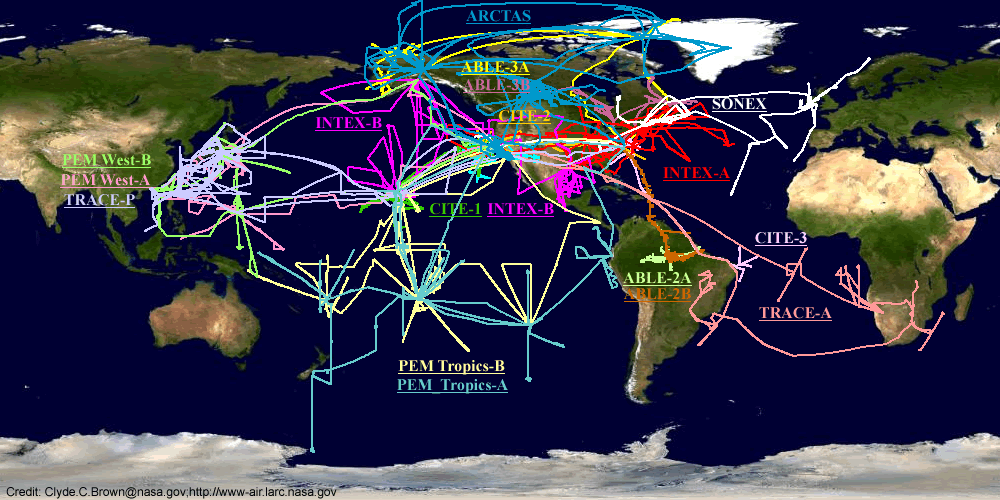 ARCTAS
ABLE-3A
ABLE-3B
SONEX
CITE-2
INTEX-B
PEM West-B
PEM West-A
INTEX-A
TRACE-P
CITE-1 INTEX-B
CITE-3
ABLE-2A
ABLE-2B
TRACE-A
PEM Tropics-B
PEM Tropics-A
Credit: Clyde.C.Brown@nasa.gov;http://www-air.larc.nasa.gov